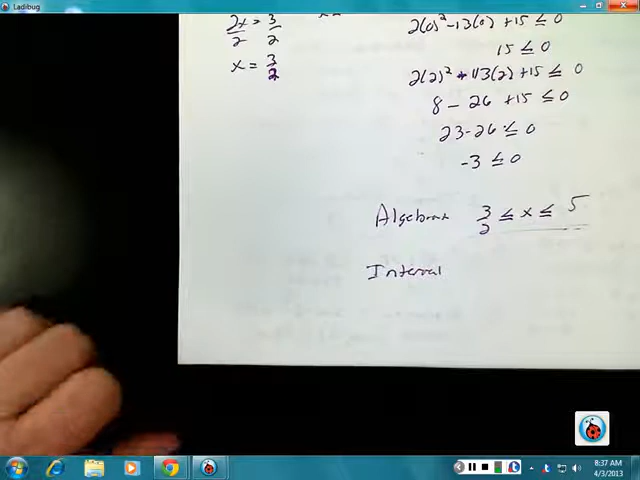 Ladibug
2x = 3
2 2
x = 3
2
2(0)² - 13(0) + 15 ≤ 0
15 ≤ 0
2(2)² - 13(2) + 15 ≤ 0
8 - 26 + 15 ≤ 0
23 - 26 ≤ 0
-3 ≤ 0
3
2 ≤ x ≤ 5
Interval
8:37 AM
4/3/2013